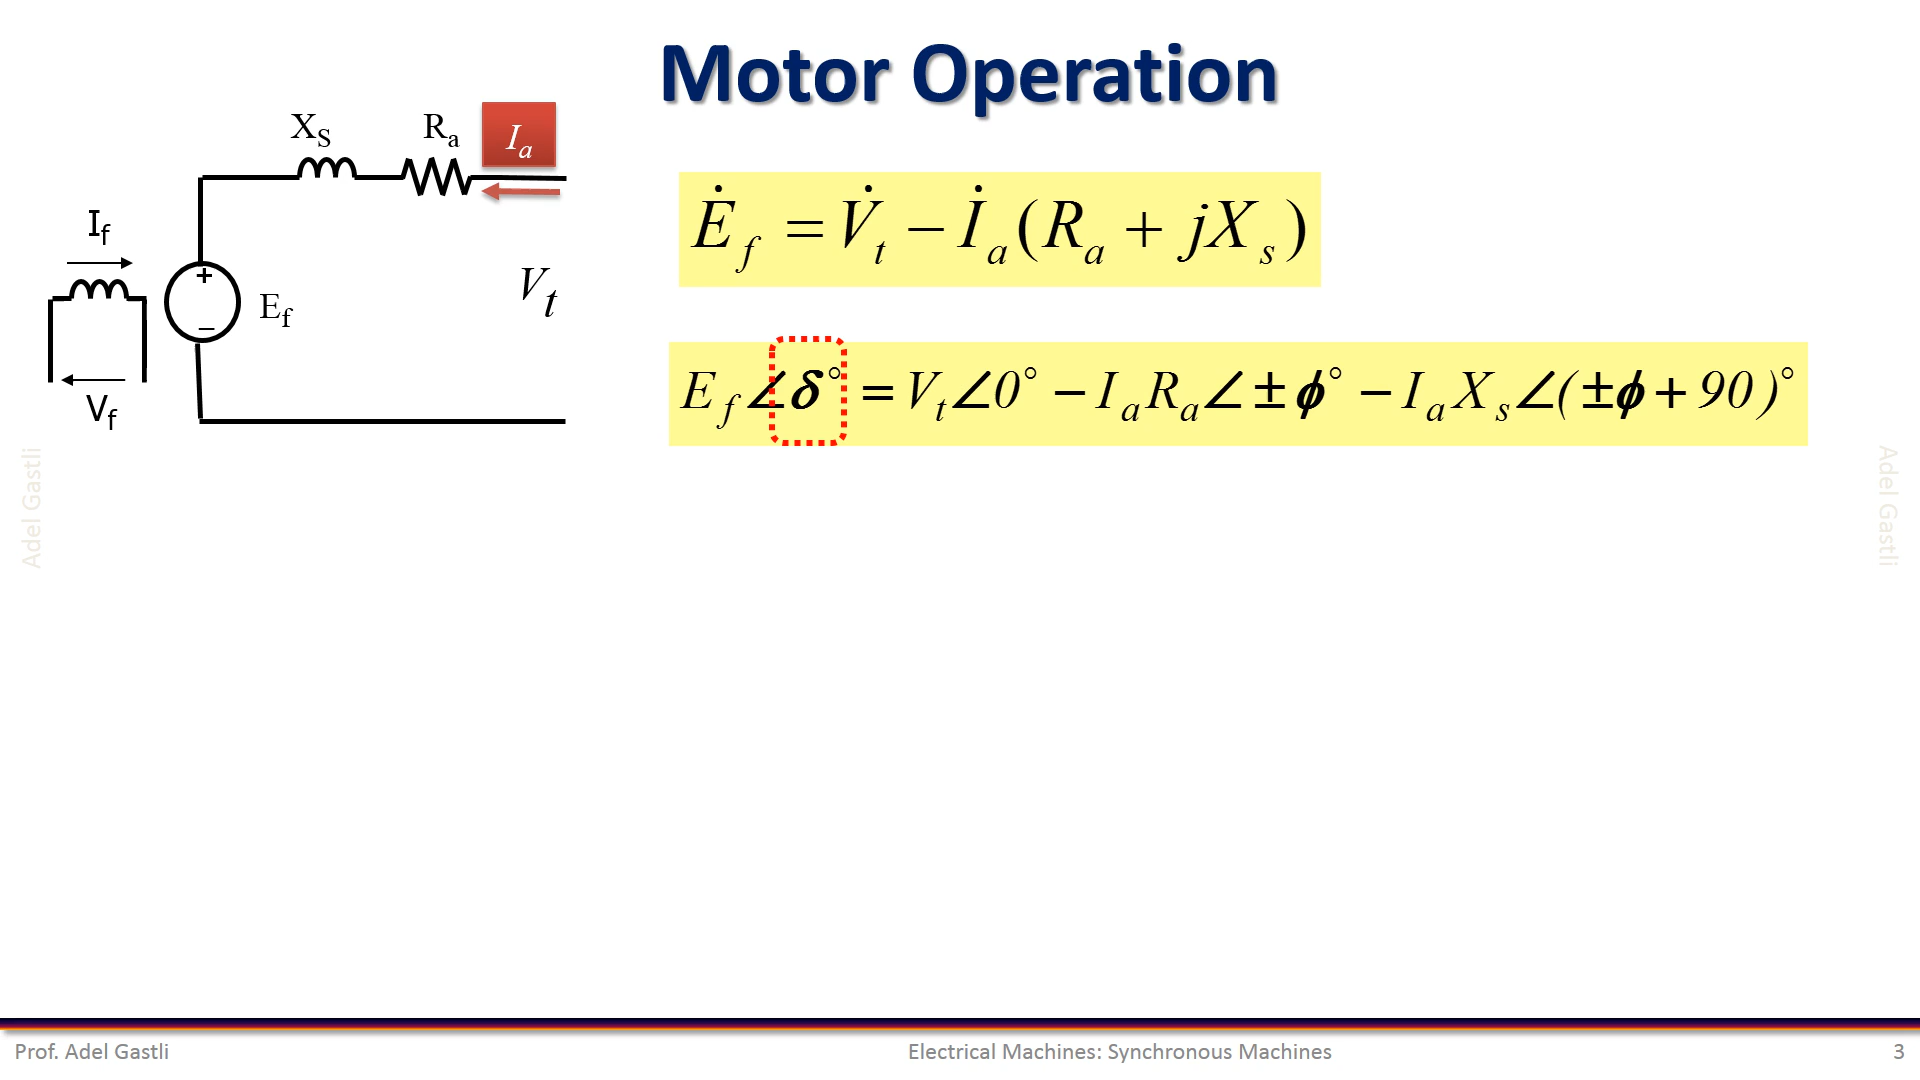 Motor Operation
X_S
R_a
I_a
I_f
V_f
+
−
E_f
V_t
Ė_f = V̇_t − İ_a(R_a + jX_s)
E_f∠δ° = V_t∠0° − I_aR_a∠±ϕ° − I_aX_s∠(±ϕ+90)°
Adel Gastli
Adel Gastli
Prof. Adel Gastli
Electrical Machines: Synchronous Machines
3